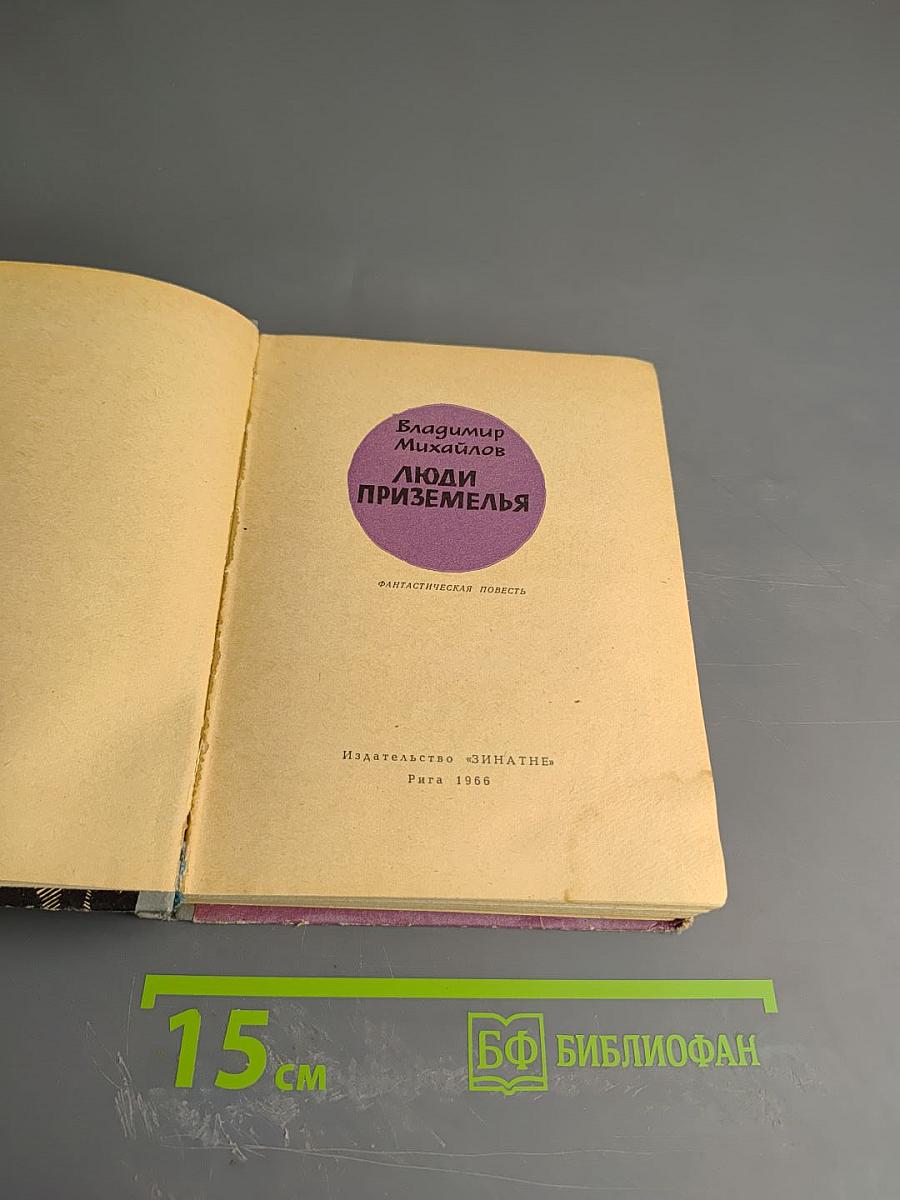 Владимир
Михайлов
ЛЮДИ
ПРИЗЕМЕЛЬЯ
ФАНТАСТИЧЕСКАЯ ПОВЕСТЬ
Издательство «ЗИНАТНЕ»
Рига 1966
15 см
БФ БИБЛИОФАН